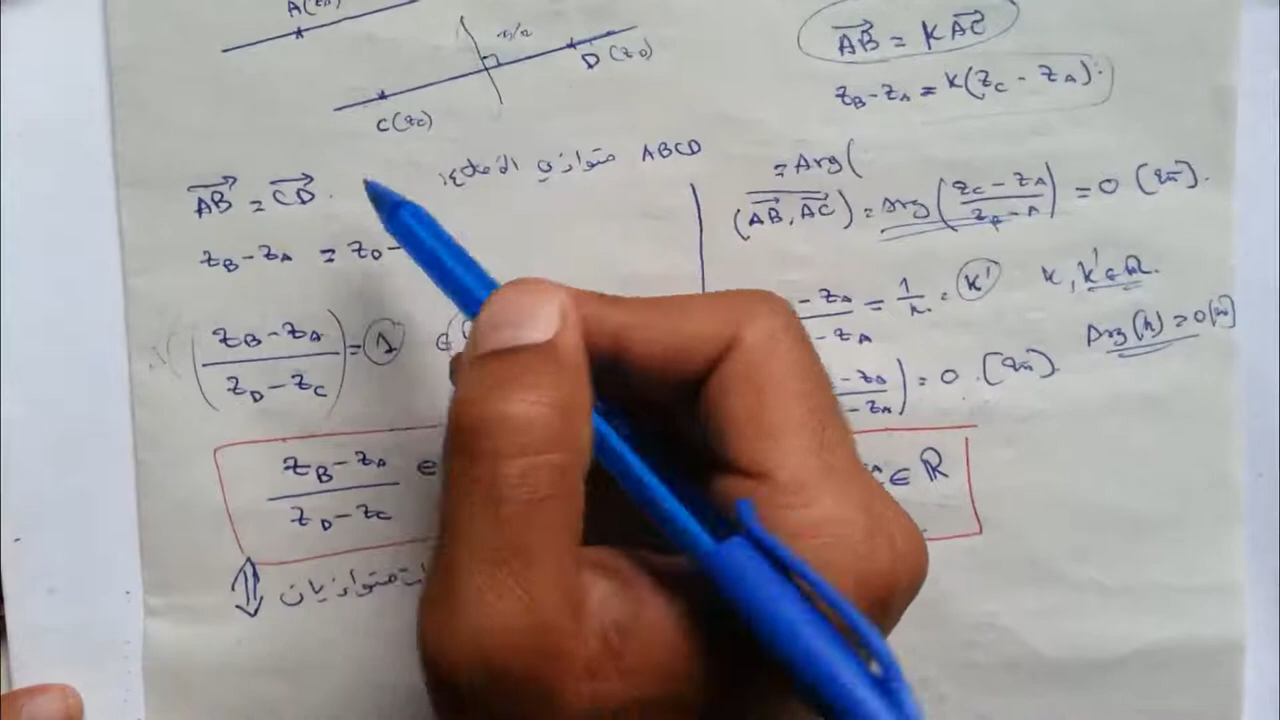 A(zA)
D(zD)
C(zC)
ABCD متوازي الأضلاع
AB = CD.
zB - zA = zD -
(zB - zA / zD - zC) = 1 ∈
zB - zA / zD - zC ∈
⇕ متوازيان
AB = KAC
zB - zA = k(zC - zA).
= Arg(
(AB, AC) = Arg(zC - zA / zB - A) = 0 [2π].
- zA / - zA = 1/k = k' k, k' ∈ ℝ.
Arg(k) = 0[π]
) = 0 [2π].
∈ ℝ